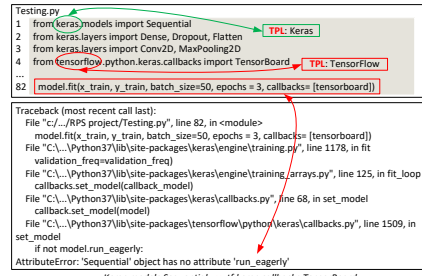 Testing.py
1 from keras.models import Sequential
2 from keras.layers import Dense, Dropout, Flatten
3 from keras.layers import Conv2D, MaxPooling2D
4 from tensorflow.python.keras.callbacks import TensorBoard
TPL: Keras
TPL: TensorFlow
...
82 model.fit(x_train, y_train, batch_size=50, epochs = 3, callbacks= [tensorboard])
Traceback (most recent call last):
File "c:/.../RPS project/Testing.py", line 82, in <module>
model.fit(x_train, y_train, batch_size=50, epochs = 3, callbacks= [tensorboard])
File "C:\...\Python37\lib\site-packages\keras\engine\training.py", line 1178, in fit
validation_freq=validation_freq)
File "C:\...\Python37\lib\site-packages\keras\engine\training_arrays.py", line 125, in fit_loop
callbacks.set_model(callback_model)
File "C:\...\Python37\lib\site-packages\keras\callbacks.py", line 68, in set_model
callback.set_model(model)
File "C:\...\Python37\lib\site-packages\tensorflow\python\keras\callbacks.py", line 1509, in
set_model
if not model.run_eagerly:
AttributeError: 'Sequential' object has no attribute 'run_eagerly'